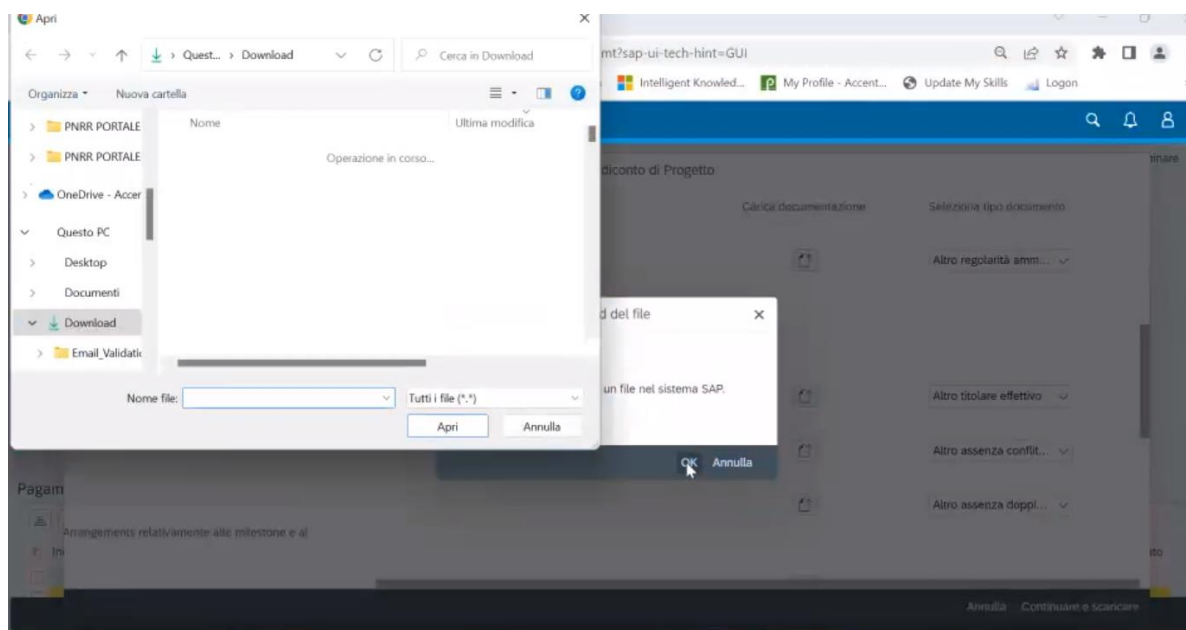 Apri
Quest... › Download
Cerca in Download
mt?sap-ui-tech-hint=GUI
Organizza
Nuova cartella
Intelligent Knowled...
My Profile - Accent...
Update My Skills
Logon
PNRR PORTALE
PNRR PORTALE
OneDrive - Accer
Questo PC
Desktop
Documenti
Download
Email_Validati
Nome
Ultima modifica
Operazione in corso...
Nome file:
Tutti i file (*.*)
Apri
Annulla
diconto di Progetto
Carica documentazione
Seleziona tipo documento
Altro regolarità amm...
d del file
un file nel sistema SAP.
OK
Annulla
Altro titolare effettivo
Altro assenza conflit...
Altro assenza doppi...
Pagam
Arrangements relativamente alle milestone e al
Annulla
Continuare e scaricare